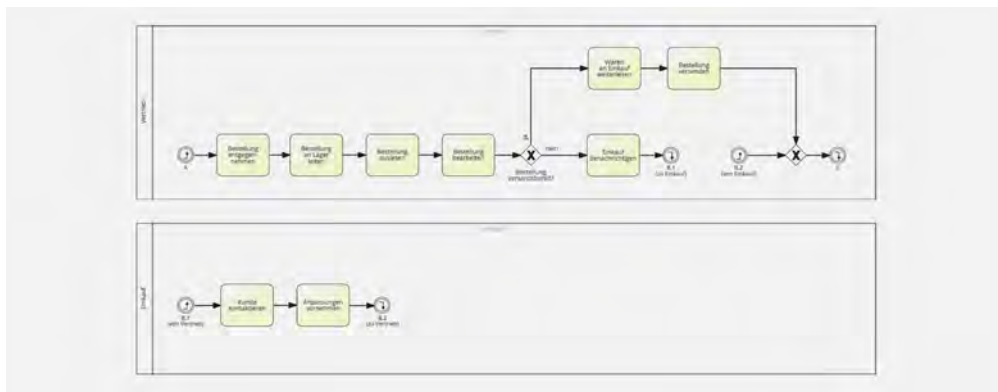 Vertrieb
Waren
an Einkauf
weiterleiten
Bestellung
versenden
Bestellung
entgegen-
nehmen
Bestellung
an Lager
leiten
Bestellung
Bestellung
bearbeiten
nein
Bestellung
versandbereit?
Einkauf
benachrichtigen
A
B.1
(zu Einkauf)
B.2
(von Einkauf)
Einkauf
B.1
(von Vertrieb)
Kunde
kontaktieren
Anpassungen
vornehmen
B.2
(zu Vertrieb)